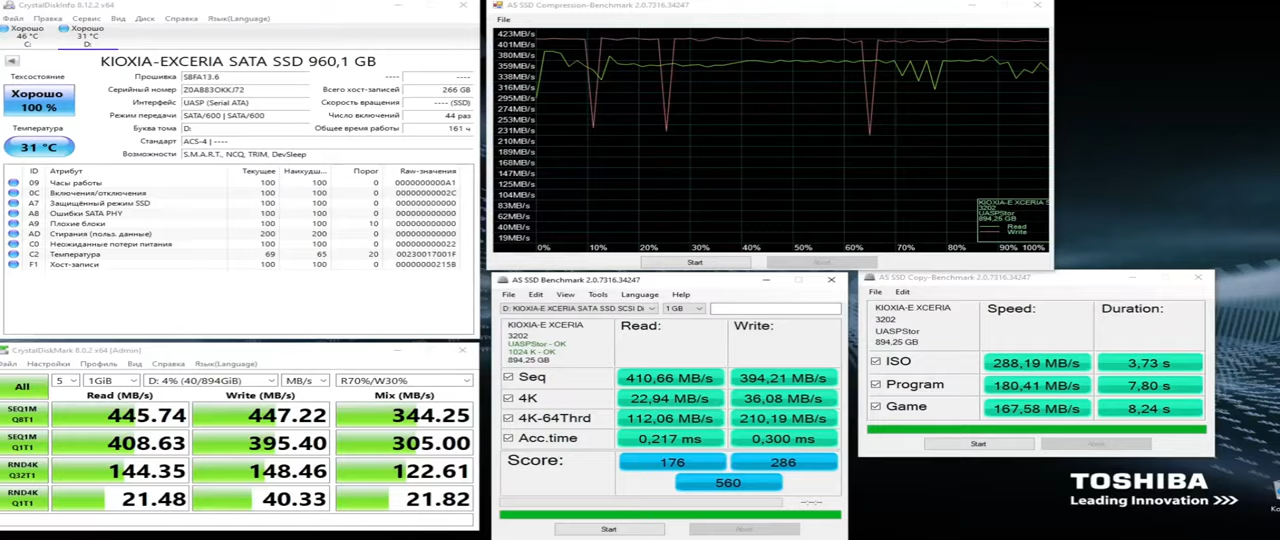 CrystalDiskInfo 8.12.2 x64
Файл Правка Сервис Вид Диск Справка Язык(Language)
Хорошо Хорошо
46 °C 31 °C
C: D:
KIOXIA-EXCERIA SATA SSD 960,1 GB
Техсостояние
Хорошо
100 %
Температура
31 °C
Прошивка SBFA13.6
Серийный номер Z0AB83OKKJ72
Интерфейс UASP (Serial ATA)
Режим передачи SATA/600 | SATA/600
Буква тома D:
Стандарт ACS-4 | ----
Возможности S.M.A.R.T., NCQ, TRIM, DevSleep
---- ----
Всего хост-записей 266 GB
Скорость вращения ---- (SSD)
Число включений 44 раз
Общее время работы 161 ч
ID Атрибут Текущее Наихудш... Порог Raw-значения
09 Часы работы 100 100 0 0000000000A1
0C Включения/отключения 100 100 0 00000000002C
A7 Защищённый режим SSD 100 100 0 000000000000
A8 Ошибки SATA PHY 100 100 0 000000000000
A9 Плохие блоки 100 100 10 000000000000
AD Стирания (польз. данные) 200 200 0 000000000000
C0 Неожиданные потери питания 100 100 0 000000000022
C2 Температура 69 65 20 00230017001F
F1 Хост-записи 100 100 0 00000000215B
AS SSD Compression-Benchmark 2.0.7316.34247
File
423MB/s
401MB/s
380MB/s
359MB/s
338MB/s
316MB/s
295MB/s
274MB/s
253MB/s
231MB/s
210MB/s
189MB/s
168MB/s
147MB/s
125MB/s
104MB/s
83MB/s
62MB/s
40MB/s
19MB/s
0% 10% 20% 30% 40% 50% 60% 70% 80% 90% 100%
KIOXIA-E XCERIA S
3202
UASPStor
894,25 GB
Read
Write
Start
CrystalDiskMark 8.0.2 x64 [Admin]
Файл Настройки Профиль Вид Справка Язык(Language)
All 5 1GiB D: 4% (40/894GiB) MB/s R70%/W30%
Read (MB/s) Write (MB/s) Mix (MB/s)
SEQ1M
Q8T1
445.74 447.22 344.25
SEQ1M
Q1T1
408.63 395.40 305.00
RND4K
Q32T1
144.35 148.46 122.61
RND4K
Q1T1
21.48 40.33 21.82
AS SSD Benchmark 2.0.7316.34247
File Edit View Tools Language Help
D: KIOXIA-E XCERIA SATA SSD SCSI Di 1 GB
KIOXIA-E XCERIA
3202
UASPStor - OK
1024 K - OK
894,25 GB
Read: Write:
Seq 410,66 MB/s 394,21 MB/s
4K 22,94 MB/s 36,08 MB/s
4K-64Thrd 112,06 MB/s 210,19 MB/s
Acc.time 0,217 ms 0,300 ms
Score: 176 286
560
--:--:--
Start
AS SSD Copy-Benchmark 2.0.7316.34247
File Edit
KIOXIA-E XCERIA
3202
UASPStor
894,25 GB
Speed: Duration:
ISO 288,19 MB/s 3,73 s
Program 180,41 MB/s 7,80 s
Game 167,58 MB/s 8,24 s
Start
TOSHIBA
Leading Innovation >>>